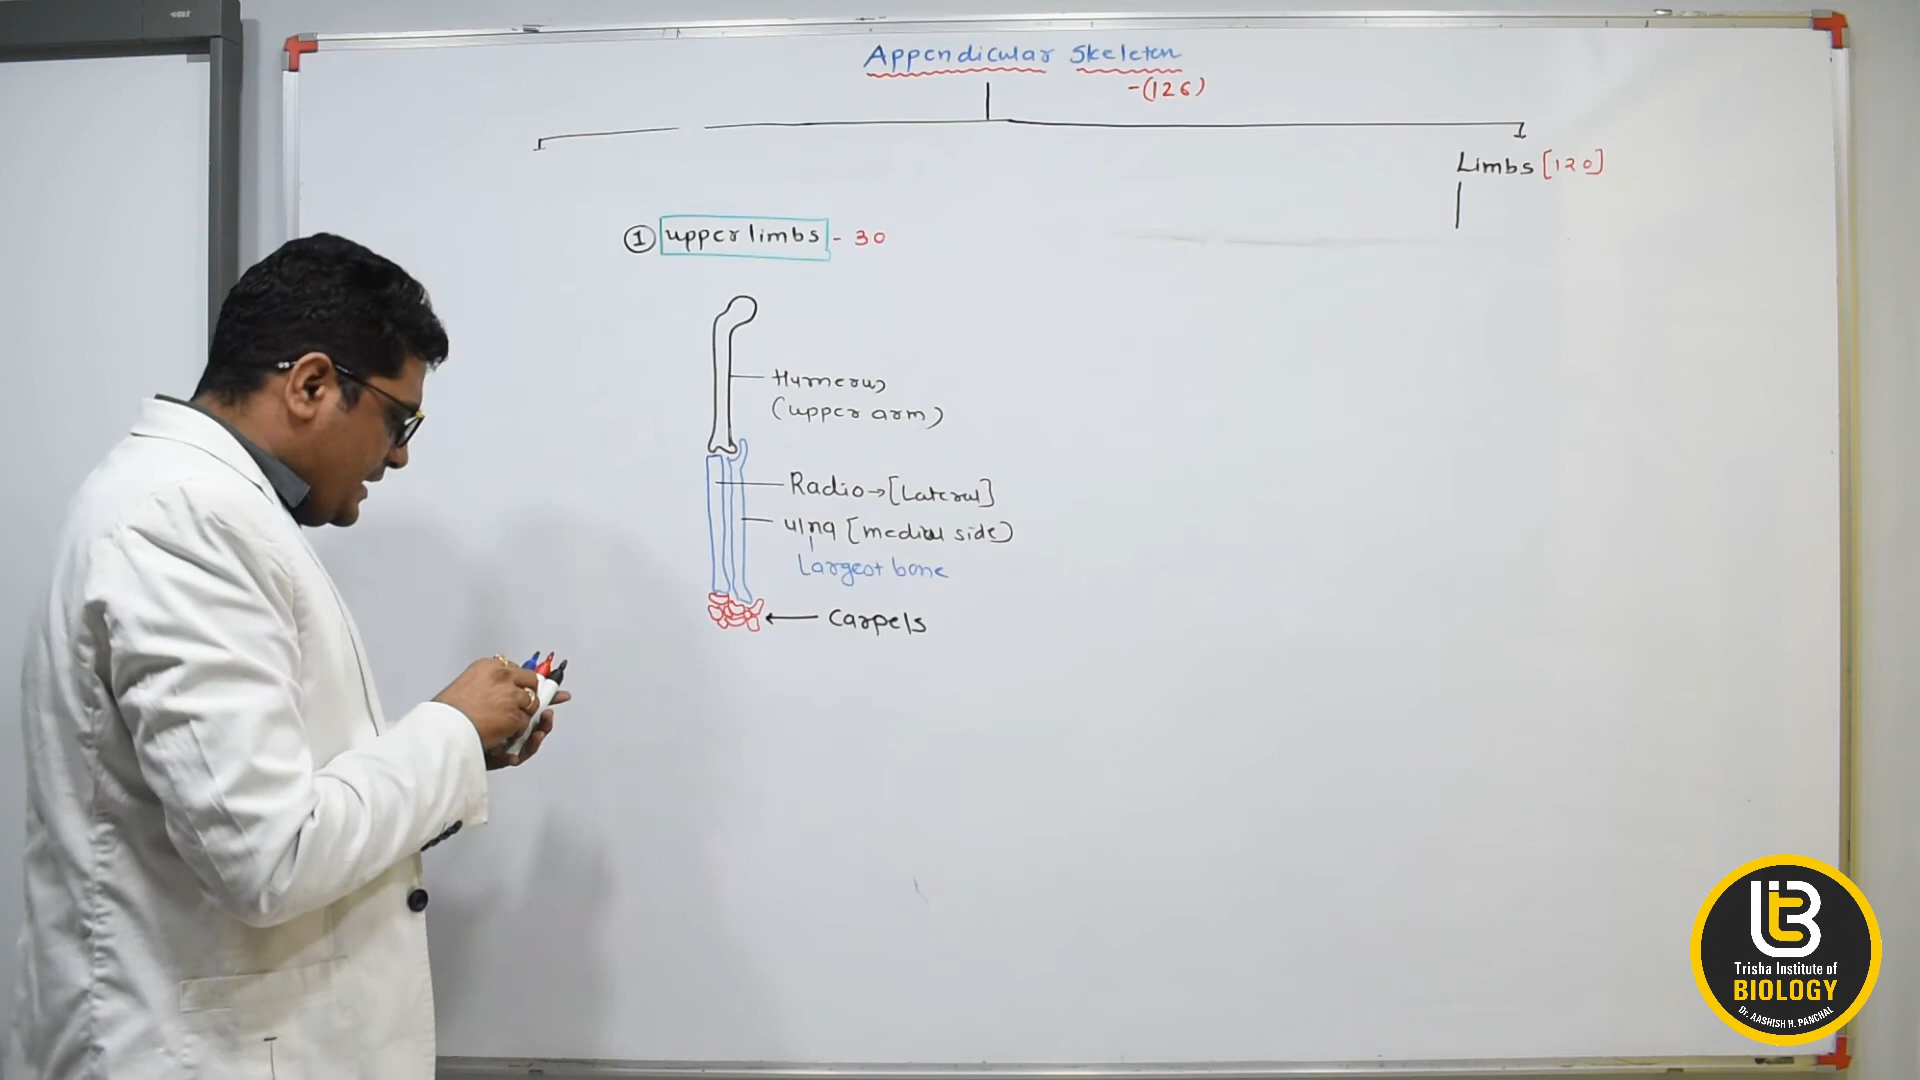 Appendicular Skeleton
-(126)
Limbs [120]
① upper limbs - 30
Humerus
(upper arm)
Radio→[Lateral]
ulna [medial side]
Largest bone
← Carpels
Trisha Institute of
BIOLOGY
Dr. AASHISH H. PANCHAL